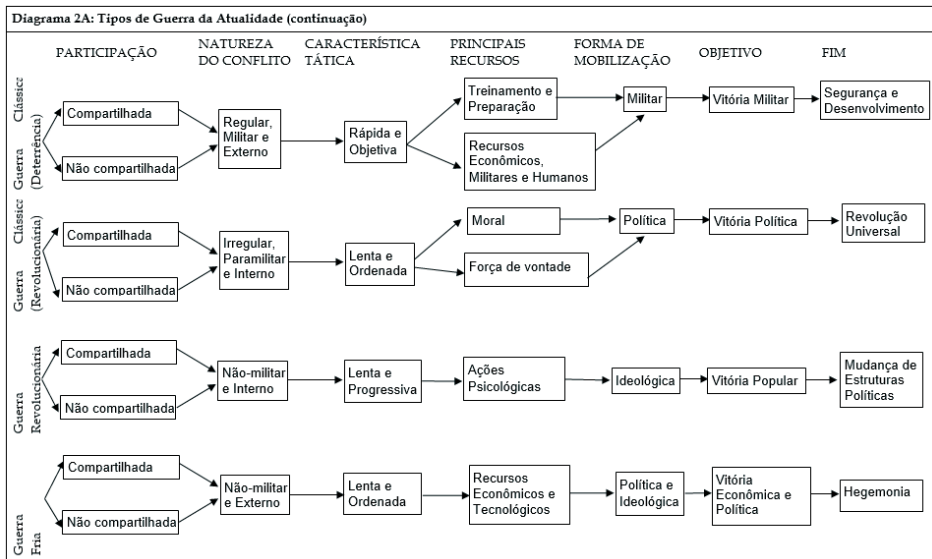 Diagrama 2A: Tipos de Guerra da Atualidade (continuação)
PARTICIPAÇÃO
NATUREZA
DO CONFLITO
CARACTERÍSTICA
TÁTICA
PRINCIPAIS
RECURSOS
FORMA DE
MOBILIZAÇÃO
OBJETIVO
FIM
Guerra Clássica
(Deterrência)
Compartilhada
Não compartilhada
Regular,
Militar e
Externo
Rápida e
Objetiva
Treinamento e
Preparação
Recursos
Econômicos,
Militares e Humanos
Militar
Vitória Militar
Segurança e
Desenvolvimento
Guerra Clássica
(Revolucionária)
Compartilhada
Não compartilhada
Irregular,
Paramilitar
e Interno
Lenta e
Ordenada
Moral
Força de vontade
Política
Vitória Política
Revolução
Universal
Guerra
Revolucionária
Compartilhada
Não compartilhada
Não-militar
e Interno
Lenta e
Progressiva
Ações
Psicológicas
Ideológica
Vitória Popular
Mudança de
Estruturas
Políticas
Guerra
Fria
Compartilhada
Não compartilhada
Não-militar
e Externo
Lenta e
Ordenada
Recursos
Econômicos e
Tecnológicos
Política e
Ideológica
Vitória
Econômica e
Política
Hegemonia